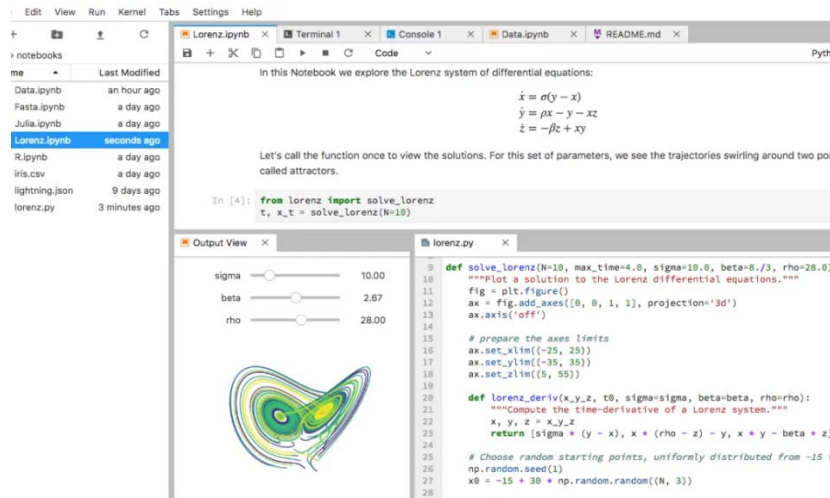 Edit View Run Kernel Tabs Settings Help
Lorenz.ipynb × Terminal 1 × Console 1 × Data.ipynb × README.md ×
notebooks
Code
Last Modified
Data.ipynb an hour ago
Fasta.ipynb a day ago
Julia.ipynb a day ago
Lorenz.ipynb seconds ago
R.ipynb a day ago
iris.csv a day ago
lightning.json 9 days ago
lorenz.py 3 minutes ago
In this Notebook we explore the Lorenz system of differential equations:
ẋ = σ(y − x)
ẏ = ρx − y − xz
ż = −βz + xy
Let's call the function once to view the solutions. For this set of parameters, we see the trajectories swirling around two poi
called attractors.
In [4]: from lorenz import solve_lorenz
t, x_t = solve_lorenz(N=10)
Output View ×
sigma 10.00
beta 2.67
rho 28.00
lorenz.py ×
9 def solve_lorenz(N=10, max_time=4.0, sigma=10.0, beta=8./3, rho=28.0)
10 """Plot a solution to the Lorenz differential equations."""
11 fig = plt.figure()
12 ax = fig.add_axes([0, 0, 1, 1], projection='3d')
13 ax.axis('off')
14
15 # prepare the axes limits
16 ax.set_xlim((-25, 25))
17 ax.set_ylim((-35, 35))
18 ax.set_zlim((5, 55))
19
20 def lorenz_deriv(x_y_z, t0, sigma=sigma, beta=beta, rho=rho):
21 """Compute the time-derivative of a Lorenz system."""
22 x, y, z = x_y_z
23 return [sigma * (y - x), x * (rho - z) - y, x * y - beta * z]
24
25 # Choose random starting points, uniformly distributed from -15 t
26 np.random.seed(1)
27 x0 = -15 + 30 * np.random.random((N, 3))
28